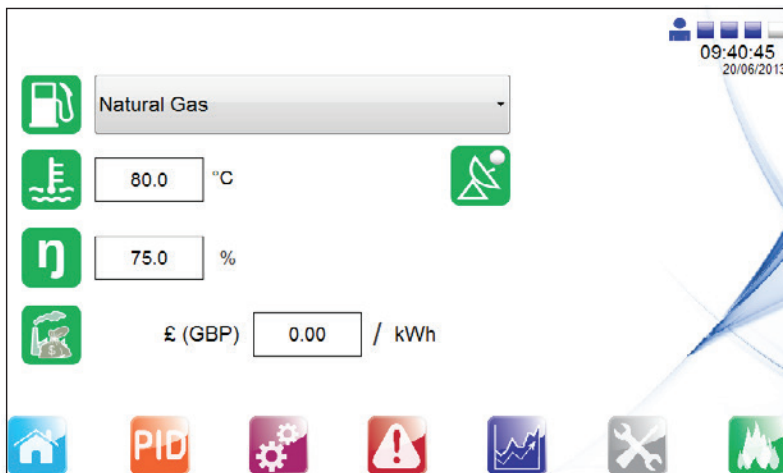 09:40:45
20/06/2013
Natural Gas
80.0 °C
75.0 %
£ (GBP) 0.00 / kWh
PID